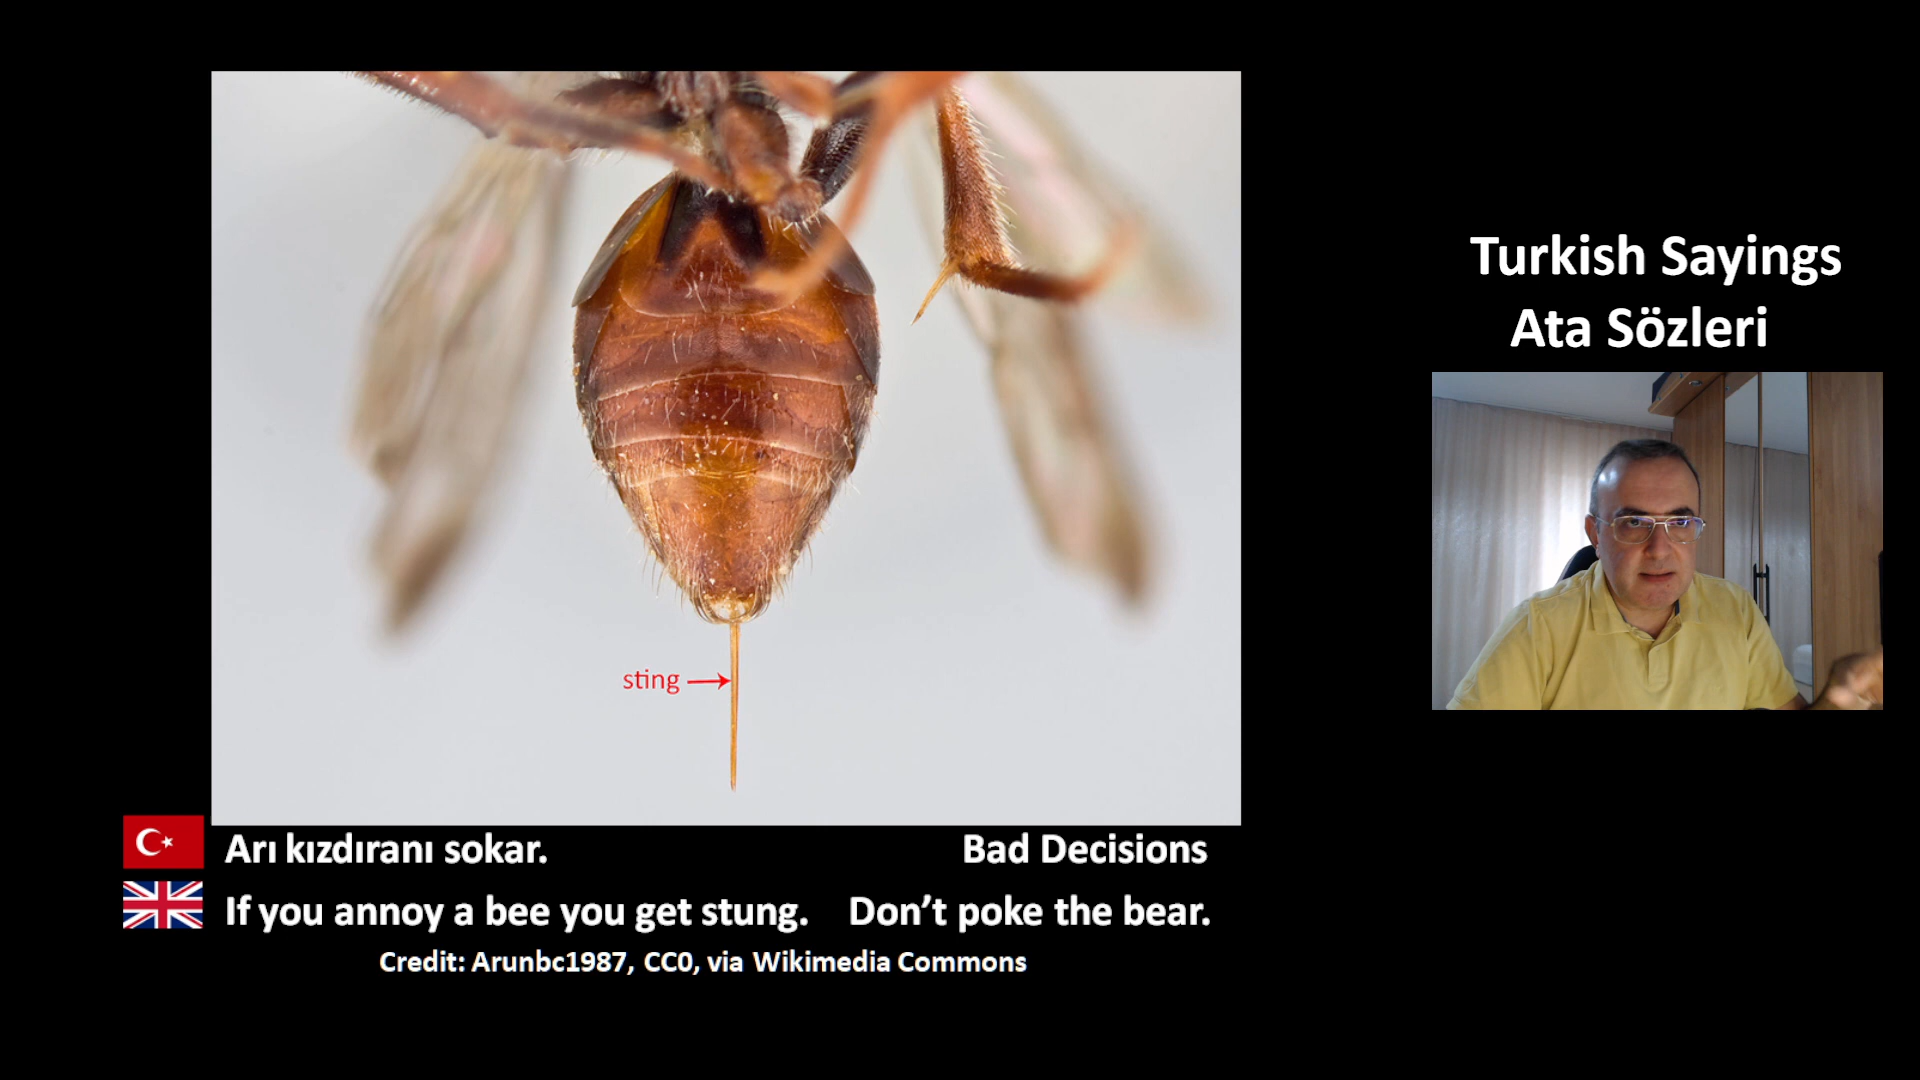 Turkish Sayings
Ata Sözleri
sting
Arı kızdıranı sokar.
Bad Decisions
If you annoy a bee you get stung.
Don’t poke the bear.
Credit: Arunbc1987, CC0, via Wikimedia Commons